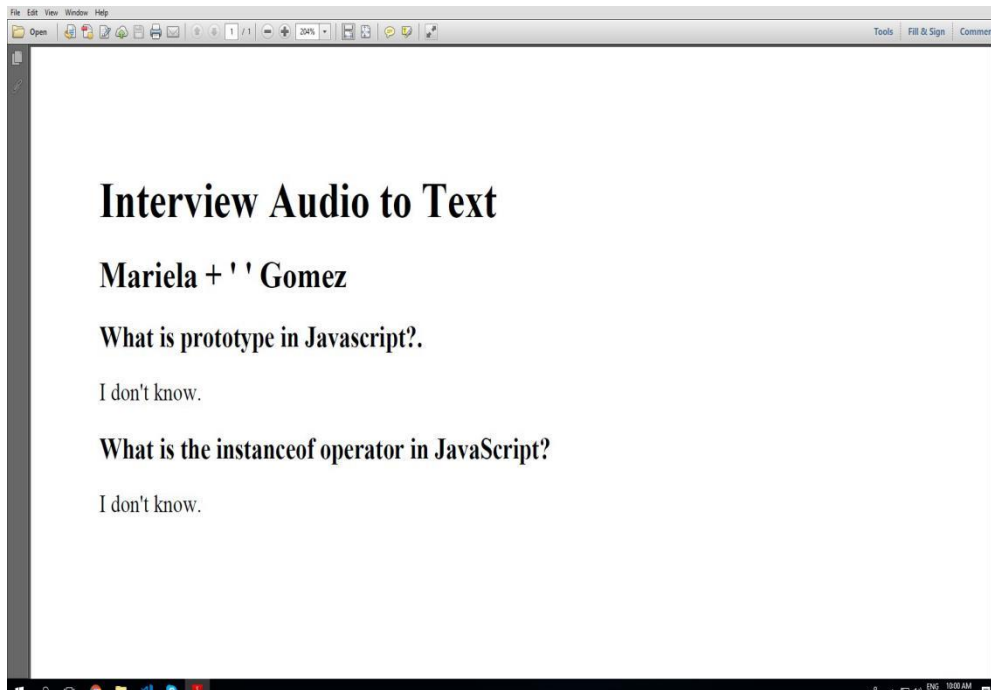 File Edit View Window Help
Open 1 / 1 204% Tools Fill & Sign Commen
Interview Audio to Text
Mariela + ' ' Gomez
What is prototype in Javascript?.
I don't know.
What is the instanceof operator in JavaScript?
I don't know.
ENG 10:00 AM